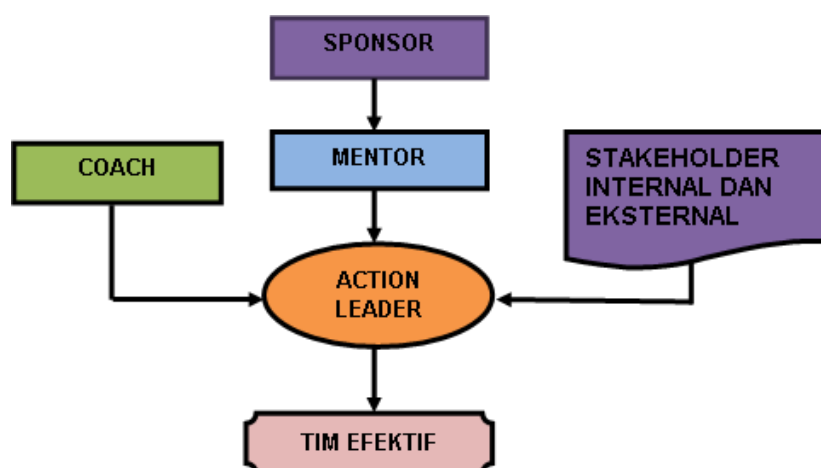 SPONSOR
COACH
MENTOR
STAKEHOLDER
INTERNAL DAN
EKSTERNAL
ACTION
LEADER
TIM EFEKTIF